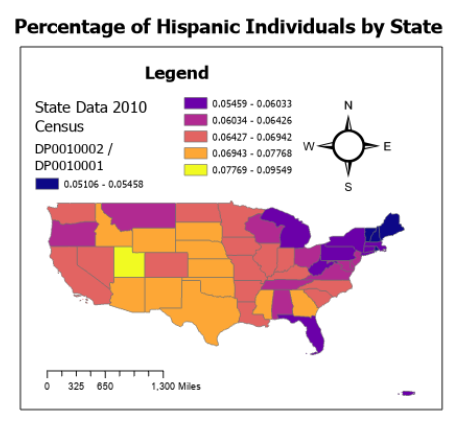 Percentage of Hispanic Individuals by State
Legend
State Data 2010
Census
DP0010002 /
DP0010001
0.05106 - 0.05458
0.05459 - 0.06033
0.06034 - 0.06426
0.06427 - 0.06942
0.06943 - 0.07768
0.07769 - 0.09549
N
W E
S
0 325 650 1,300 Miles